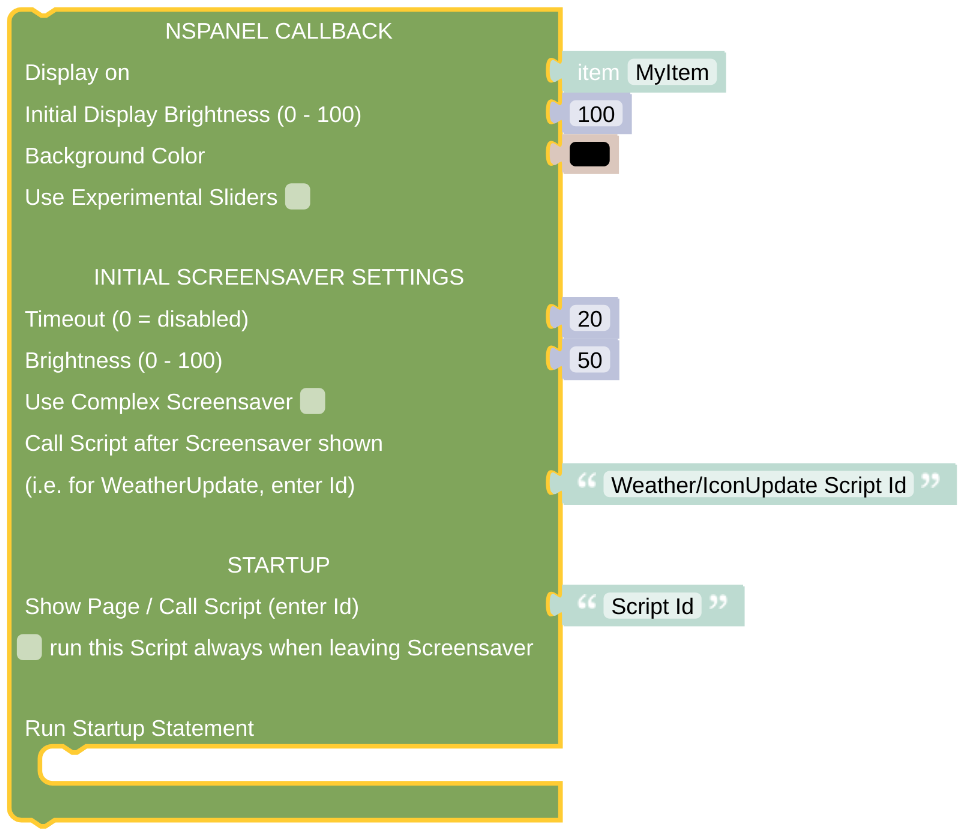 NSPANEL CALLBACK
Display on item MyItem
Initial Display Brightness (0 - 100) 100
Background Color
Use Experimental Sliders
INITIAL SCREENSAVER SETTINGS
Timeout (0 = disabled) 20
Brightness (0 - 100) 50
Use Complex Screensaver
Call Script after Screensaver shown
(i.e. for WeatherUpdate, enter Id) “ Weather/IconUpdate Script Id ”
STARTUP
Show Page / Call Script (enter Id) “ Script Id ”
run this Script always when leaving Screensaver
Run Startup Statement